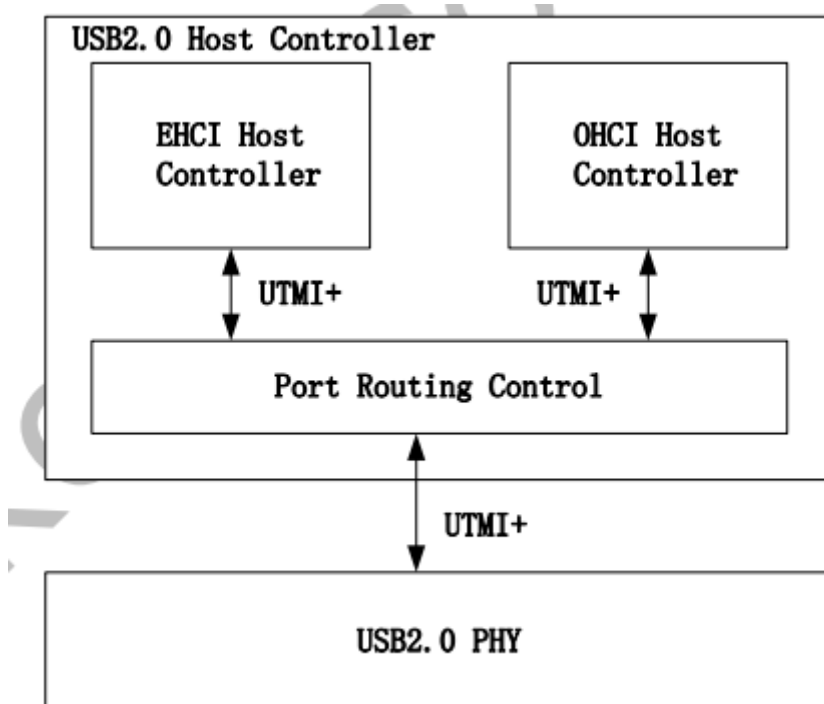 USB2.0 Host Controller
EHCI Host
Controller
OHCI Host
Controller
UTMI+
UTMI+
Port Routing Control
UTMI+
USB2.0 PHY